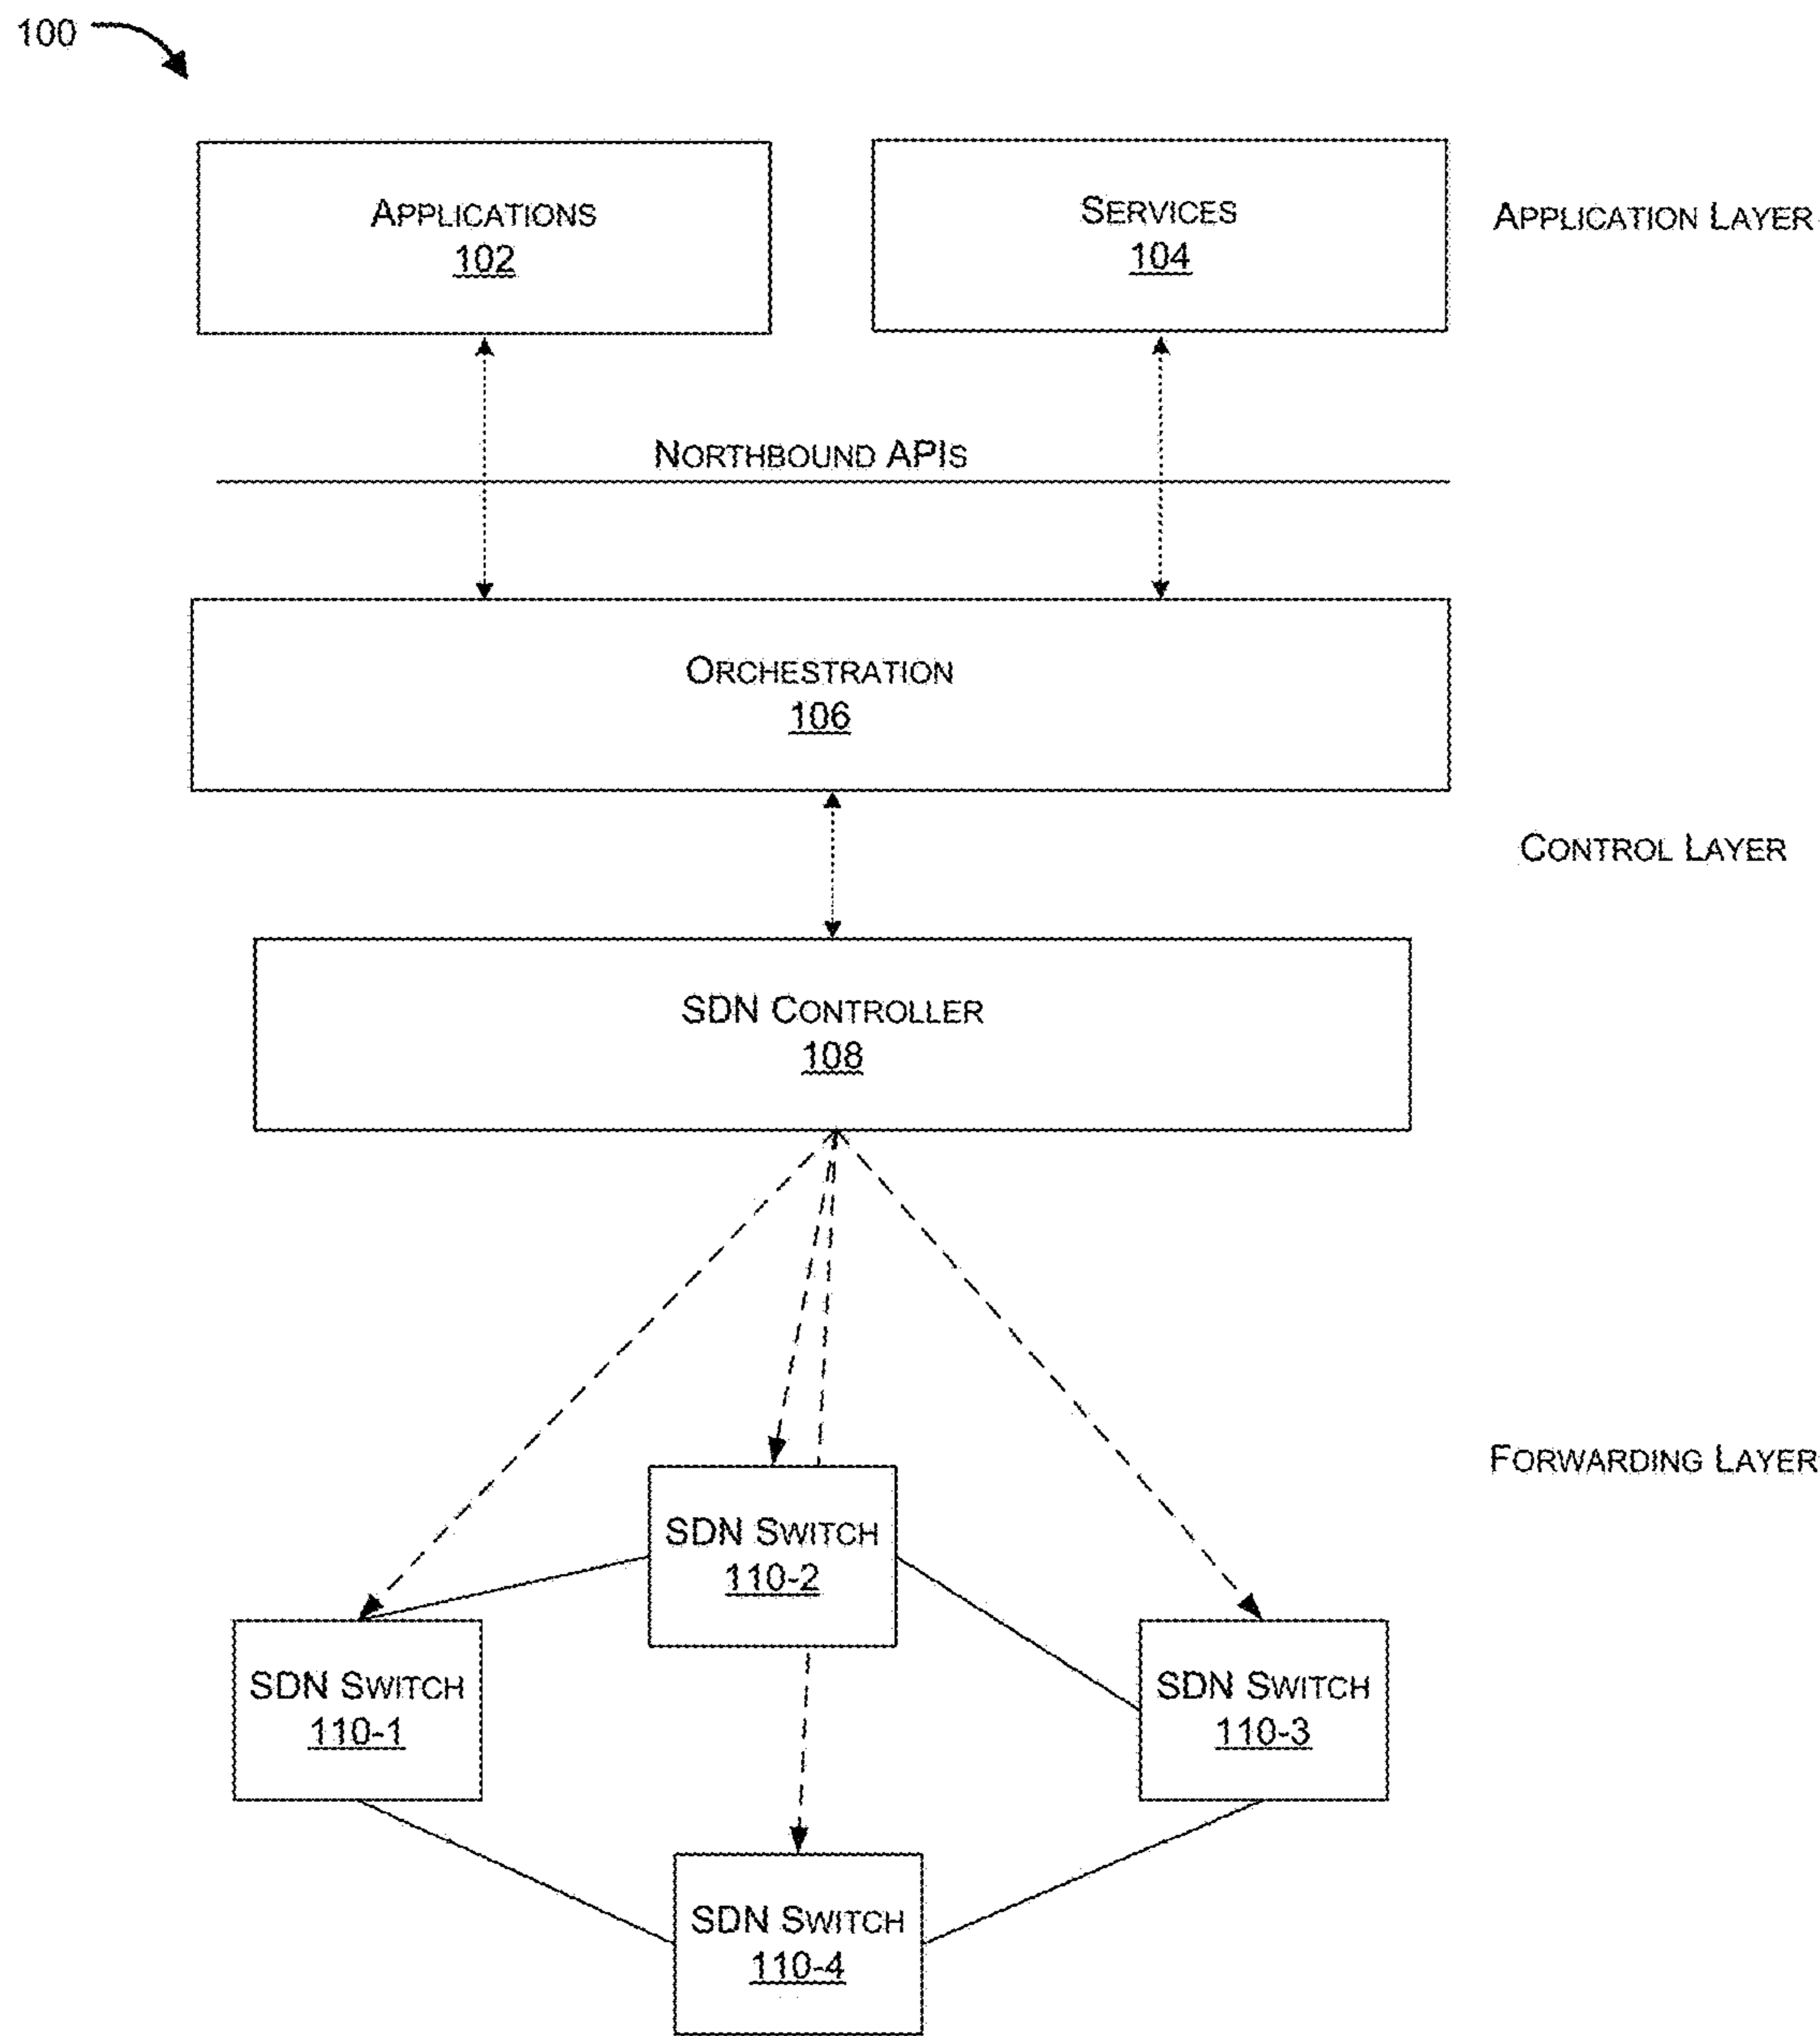 100
APPLICATIONS
102
SERVICES
104
APPLICATION LAYER
NORTHBOUND APIS
ORCHESTRATION
106
CONTROL LAYER
SDN CONTROLLER
108
FORWARDING LAYER
SDN SWITCH
110-2
SDN SWITCH
110-1
SDN SWITCH
110-3
SDN SWITCH
110-4